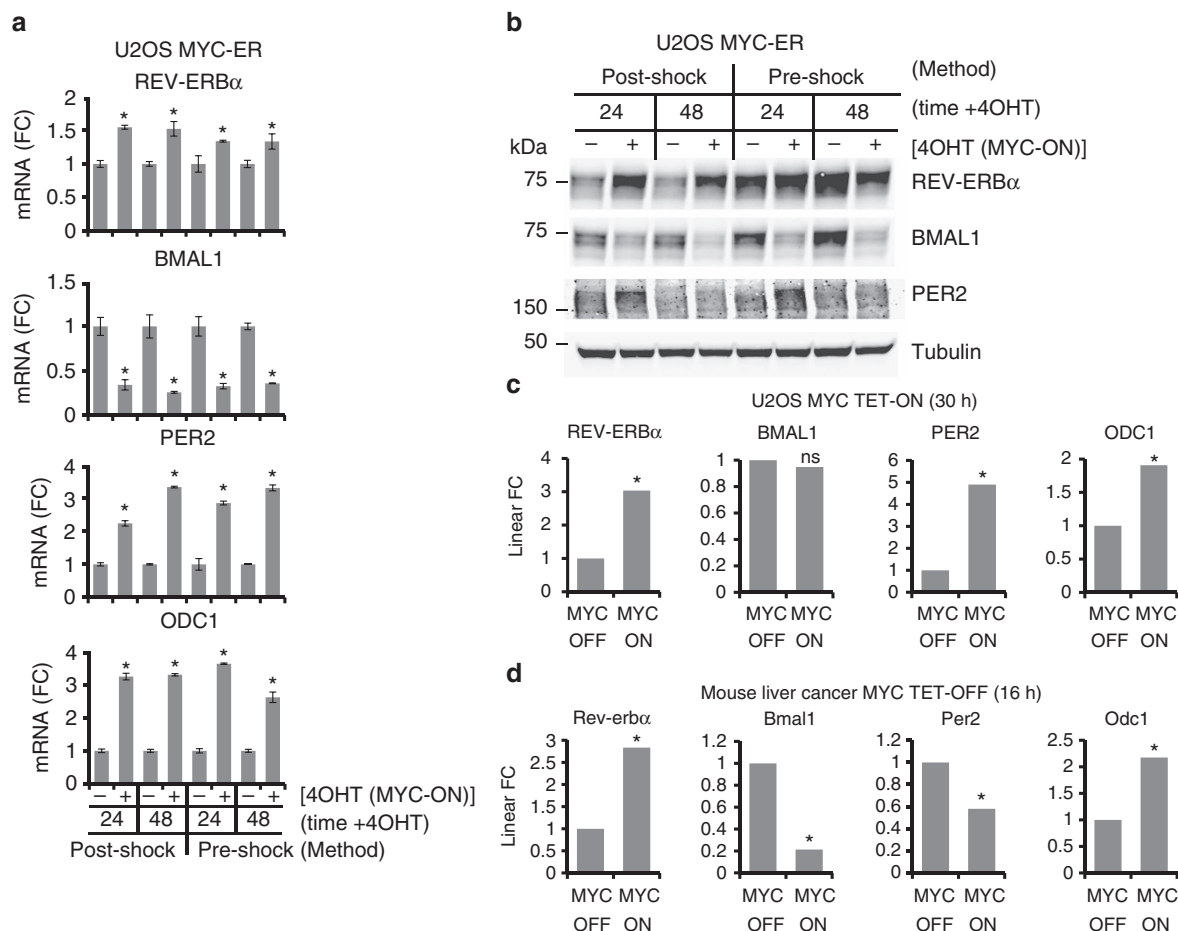 a
U2OS MYC-ER
REV-ERBα
mRNA (FC)
2
1.5
1
0.5
0
* * * *
BMAL1
mRNA (FC)
1.5
1
0.5
0
* * * *
PER2
mRNA (FC)
4
3
2
1
0
* * * *
ODC1
mRNA (FC)
5
4
3
2
1
0
* * * *
– + – + – + – + [4OHT (MYC-ON)]
24 48 24 48 (time +4OHT)
Post-shock Pre-shock (Method)
b
U2OS MYC-ER
Post-shock Pre-shock (Method)
24 48 24 48 (time +4OHT)
kDa – + – + – + – + [4OHT (MYC-ON)]
75 REV-ERBα
75 BMAL1
150 PER2
50 Tubulin
c
U2OS MYC TET-ON (30 h)
REV-ERBα
Linear FC
4
3
2
1
0
*
MYC MYC
OFF ON
BMAL1
1
0.8
0.6
0.4
0.2
0
ns
MYC MYC
OFF ON
PER2
6
5
4
3
2
1
0
*
MYC MYC
OFF ON
ODC1
2
1.5
1
0.5
0
*
MYC MYC
OFF ON
d
Mouse liver cancer MYC TET-OFF (16 h)
Rev-erbα
Linear FC
3
2.5
2
1.5
1
0.5
0
*
MYC MYC
OFF ON
Bmal1
1.2
1
0.8
0.6
0.4
0.2
0
*
MYC MYC
OFF ON
Per2
1.2
1
0.8
0.6
0.4
0.2
0
*
MYC MYC
OFF ON
Odc1
2.5
2
1.5
1
0.5
0
*
MYC MYC
OFF ON